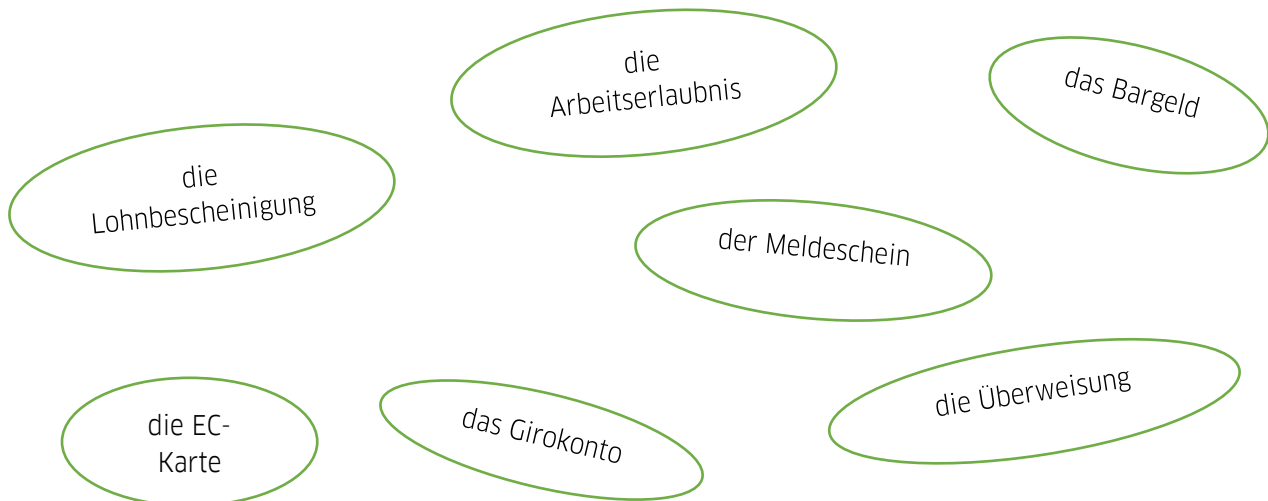 die
Arbeitserlaubnis
das Bargeld
die
Lohnbescheinigung
der Meldeschein
die Überweisung
die EC-
Karte
das Girokonto